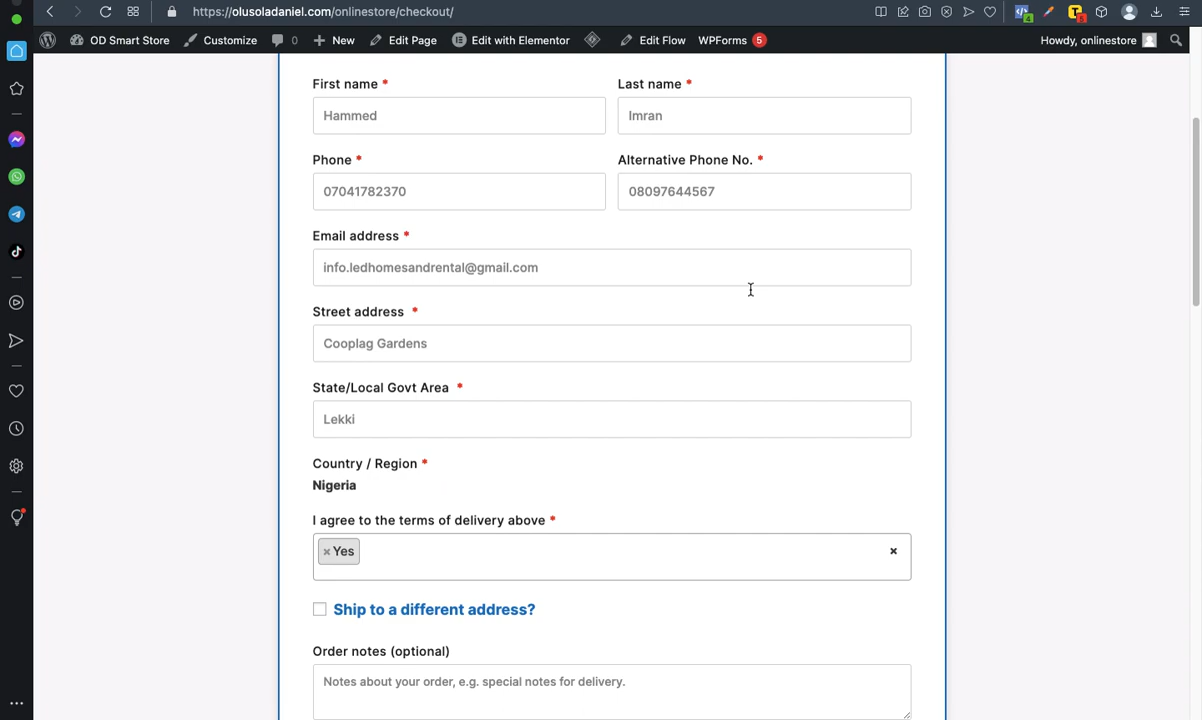 https://olusoladaniel.com/onlinestore/checkout/
4
5
OD Smart Store Customize 0 New Edit Page Edit with Elementor Edit Flow WPForms 5 Howdy, onlinestore
First name * Last name *
Hammed Imran
Phone * Alternative Phone No. *
07041782370 08097644567
Email address *
info.ledhomesandrental@gmail.com
Street address *
Cooplag Gardens
State/Local Govt Area *
Lekki
Country / Region *
Nigeria
I agree to the terms of delivery above *
× Yes ×
Ship to a different address?
Order notes (optional)
Notes about your order, e.g. special notes for delivery.